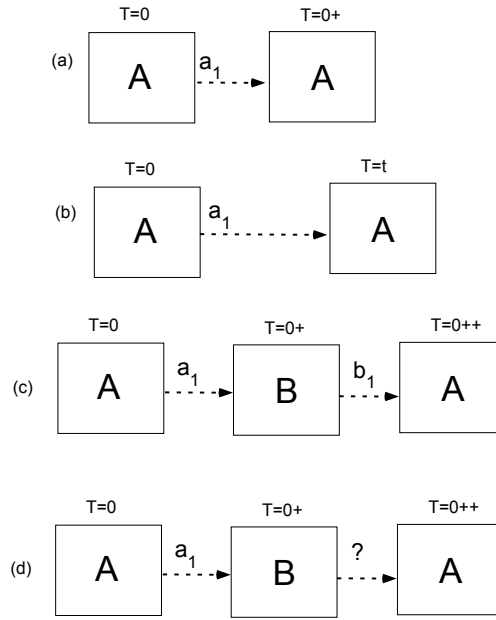 T=0 T=0+
(a) A a1 A
T=0 T=t
(b) A a1 A
T=0 T=0+ T=0++
(c) A a1 B b1 A
T=0 T=0+ T=0++
(d) A a1 B ? A